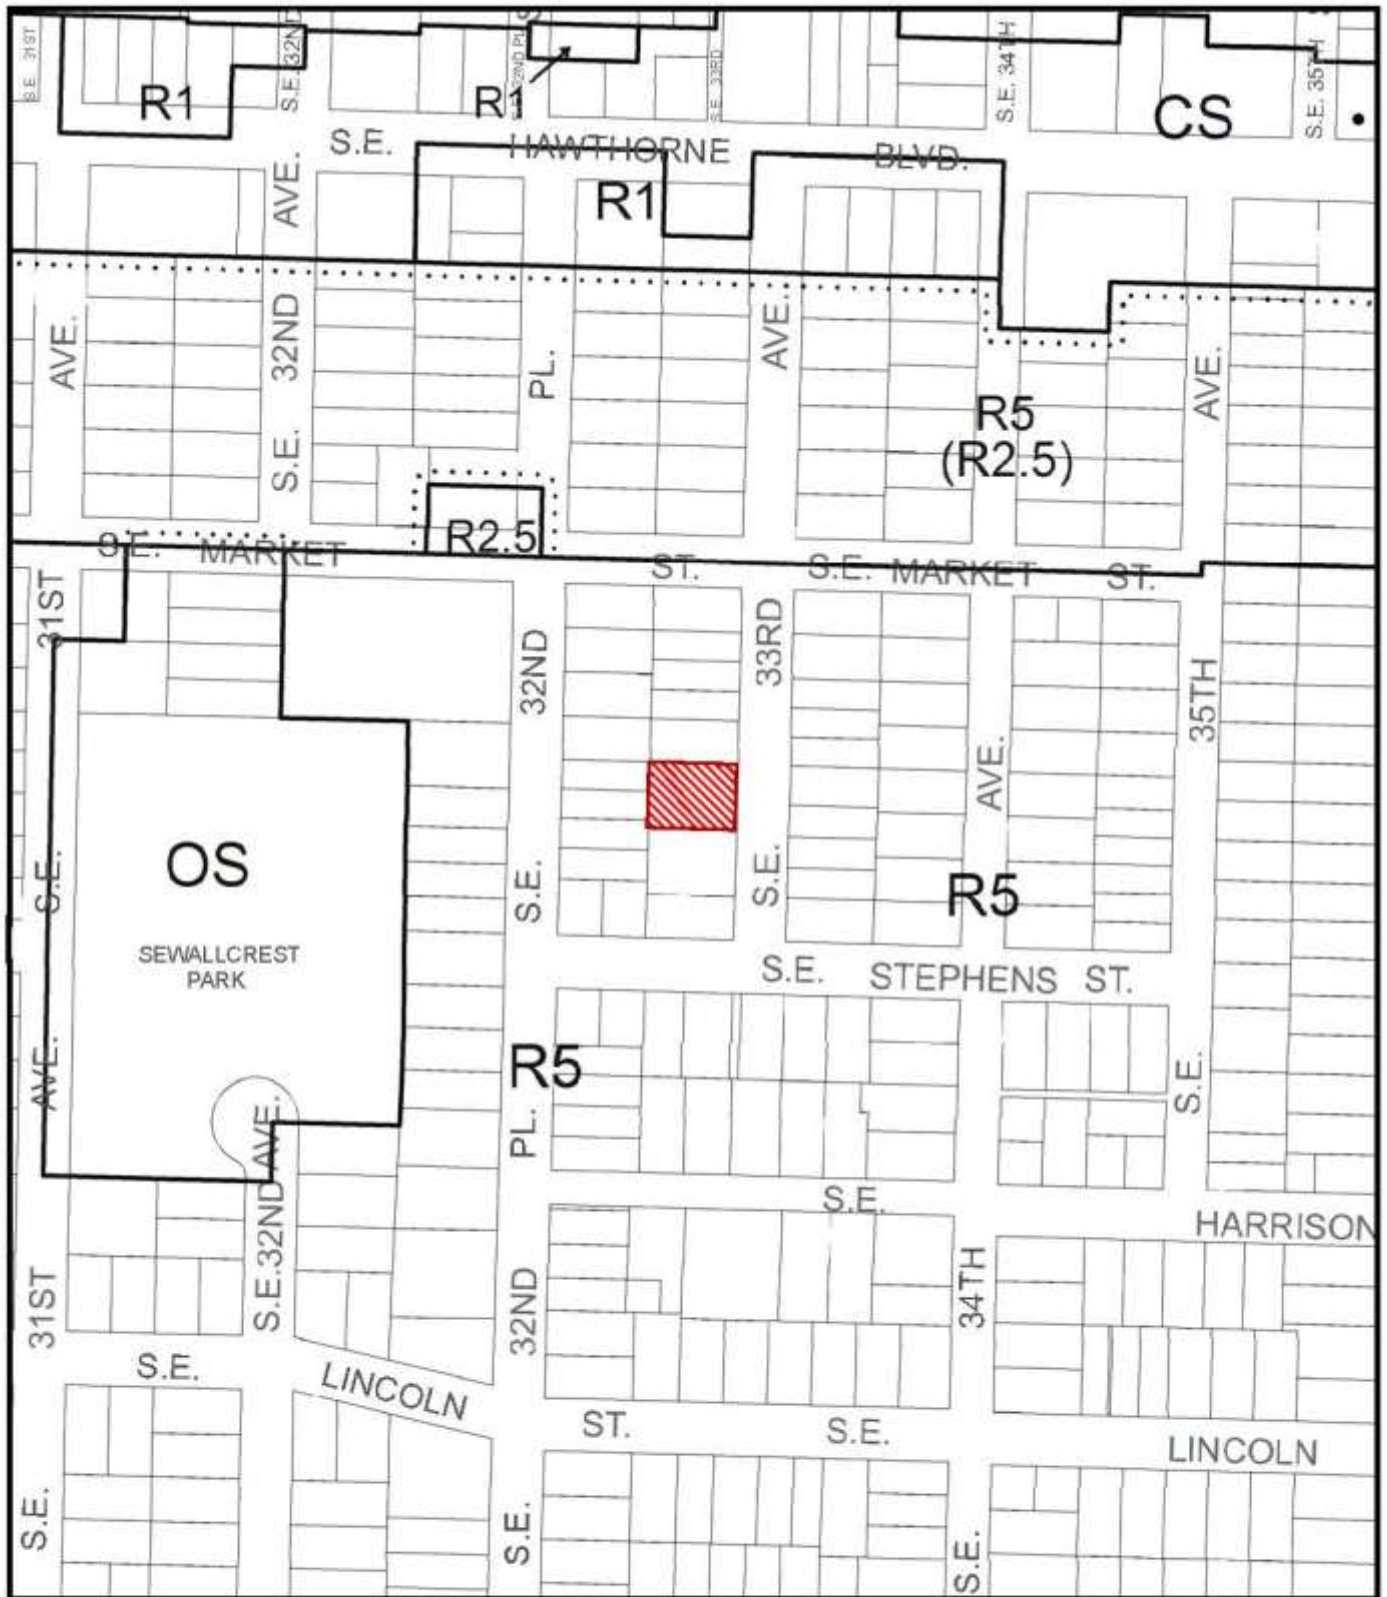 S.E. 31ST
S.E. 32ND
S.E. 32ND PL.
S.E. 33RD
S.E. 34TH
S.E. 35TH
R1
R1
CS
S.E. HAWTHORNE BLVD.
AVE.
R1
AVE.
S.E. 32ND
PL.
AVE.
AVE.
R5
(R2.5)
R2.5
S.E. MARKET ST. S.E. MARKET ST.
31ST
32ND
33RD
35TH
AVE.
OS
S.E.
S.E.
S.E.
R5
SEWALLCREST
PARK
S.E. STEPHENS ST.
R5
AVE.
PL.
S.E.
S.E. 32ND AVE.
S.E. HARRISON
31ST
32ND
34TH
S.E. LINCOLN ST. S.E. LINCOLN
S.E.
S.E.
S.E.